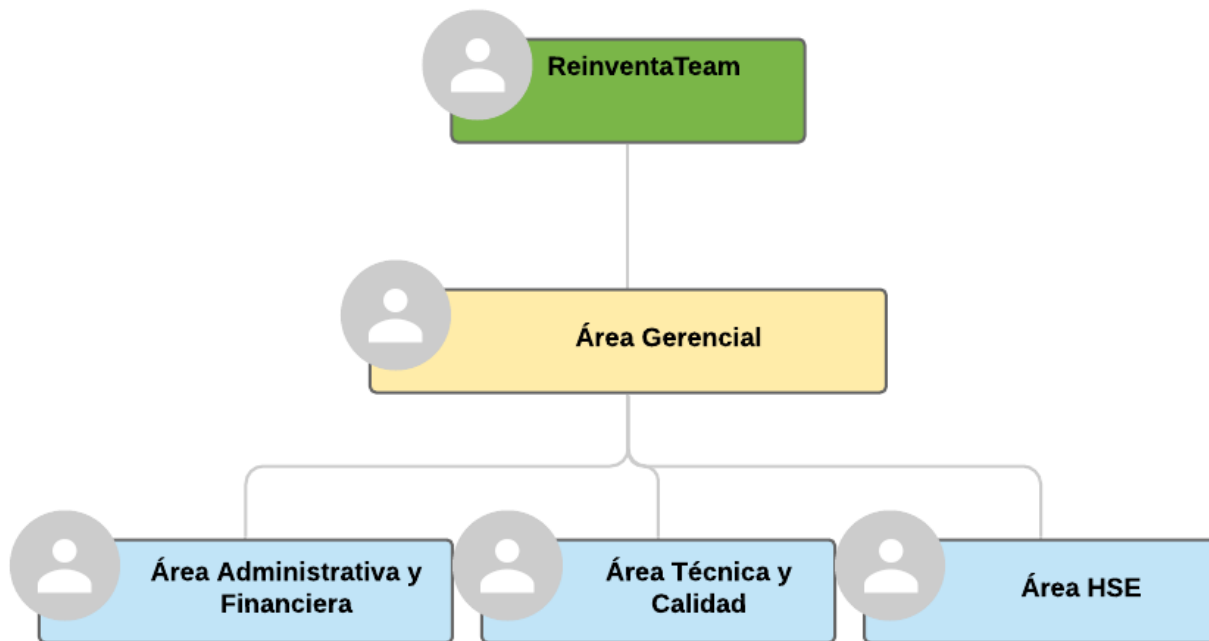 ReinventaTeam
Área Gerencial
Área Administrativa y
Financiera
Área Técnica y
Calidad
Área HSE